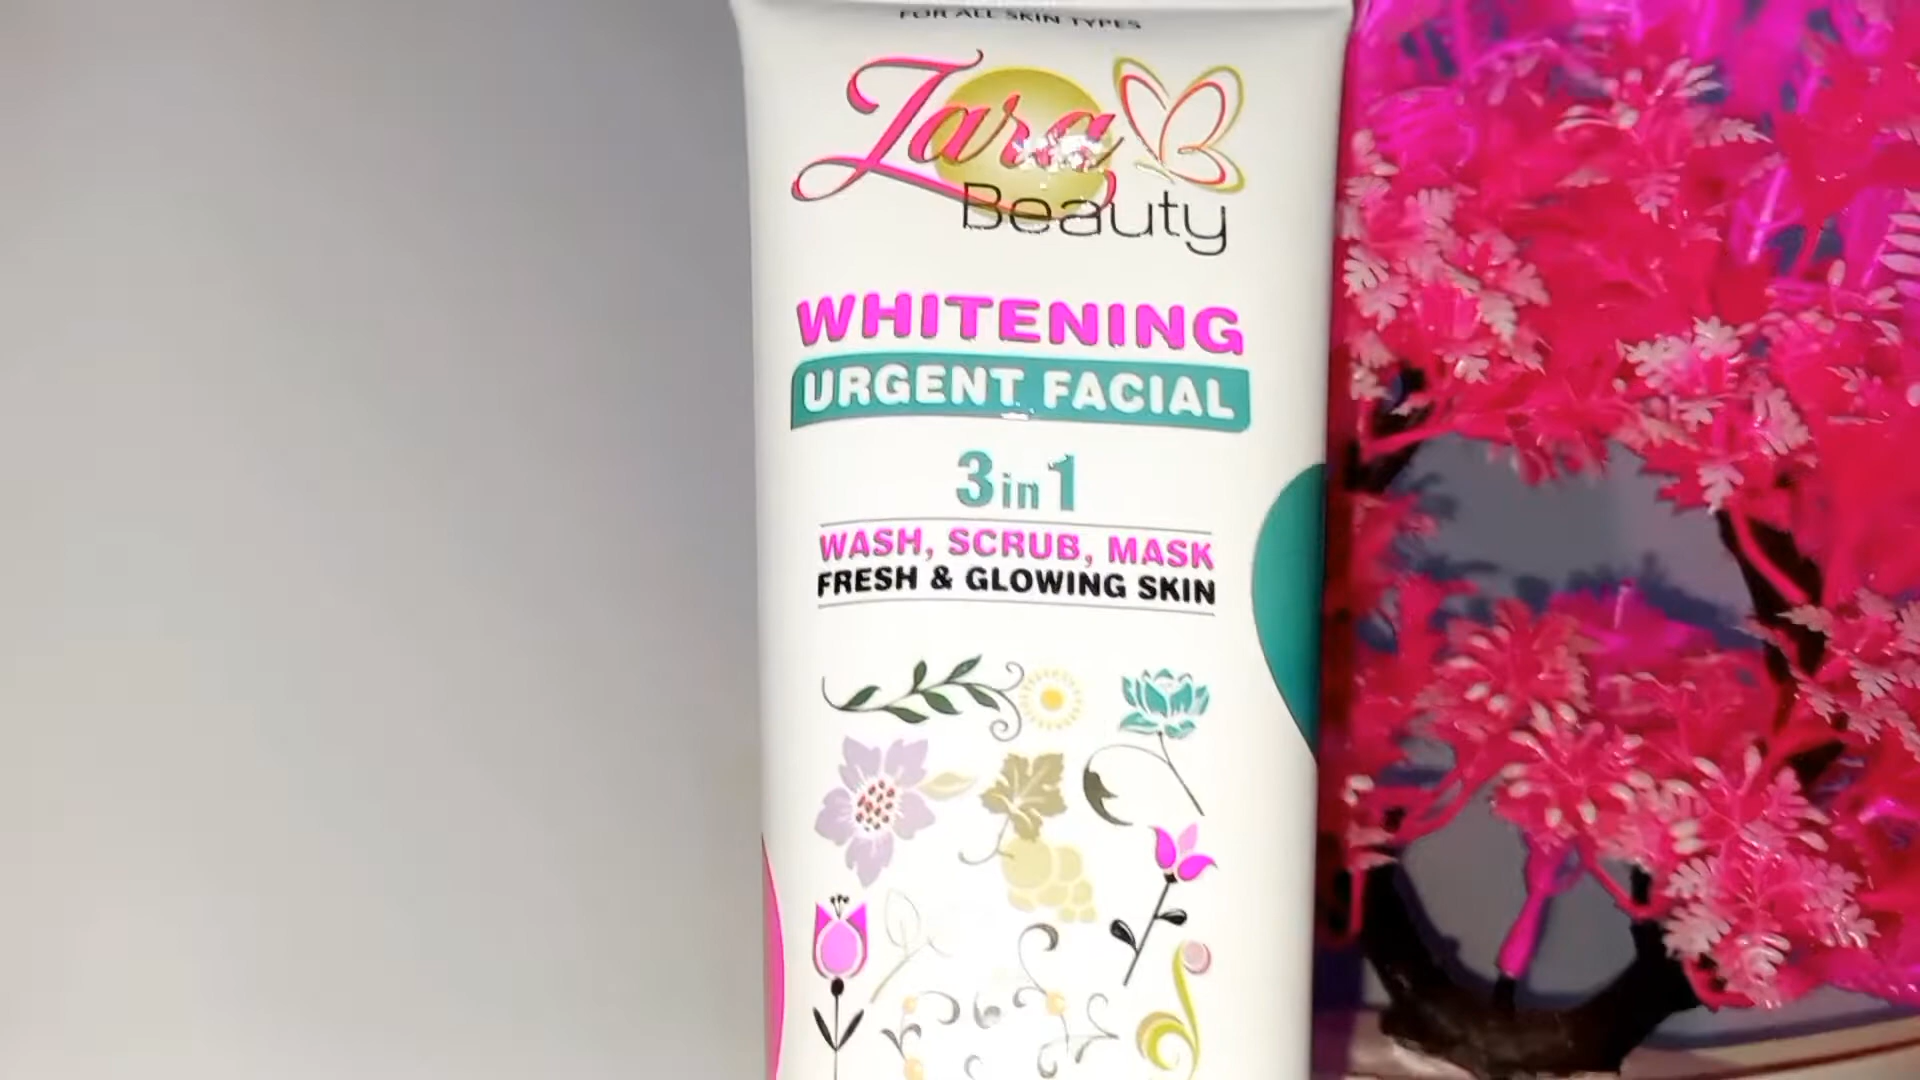 FOR ALL SKIN TYPES
Zara
Beauty
WHITENING
URGENT FACIAL
3in1
WASH, SCRUB, MASK
FRESH & GLOWING SKIN